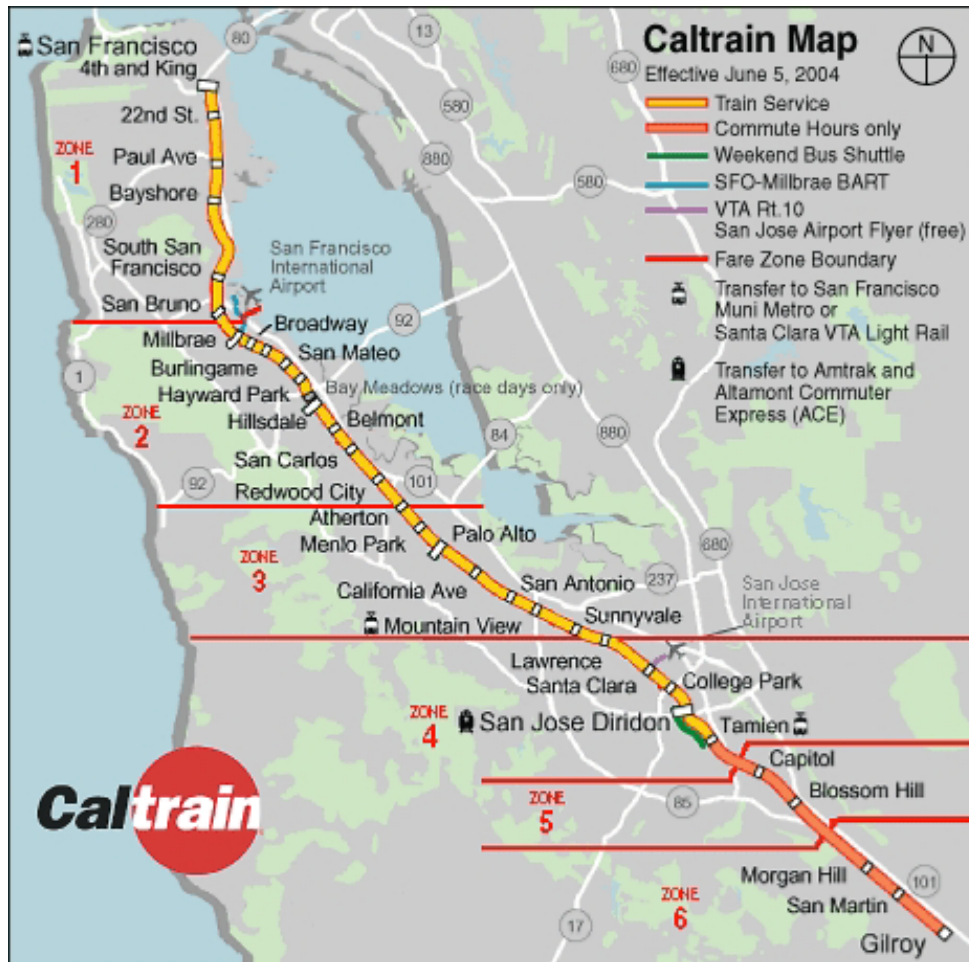 Caltrain Map
Effective June 5, 2004
N
Train Service
Commute Hours only
Weekend Bus Shuttle
SFO-Millbrae BART
VTA Rt.10
San Jose Airport Flyer (free)
Fare Zone Boundary
Transfer to San Francisco
Muni Metro or
Santa Clara VTA Light Rail
Transfer to Amtrak and
Altamont Commuter
Express (ACE)
San Francisco
4th and King
80
13
680
580
22nd St.
ZONE
1
Paul Ave
880
580
Bayshore
280
South San
Francisco
San Francisco
International
Airport
San Bruno
Broadway
92
Millbrae
San Mateo
Burlingame
1
Hayward Park
Bay Meadows (race days only)
Hillsdale
Belmont
ZONE
2
84
880
San Carlos
92
101
Redwood City
Atherton
Palo Alto
Menlo Park
680
ZONE
3
California Ave
San Antonio
237
San Jose
International
Airport
Sunnyvale
Mountain View
Lawrence
Santa Clara
College Park
ZONE
4
San Jose Diridon
Tamien
Capitol
Blossom Hill
85
ZONE
5
Caltrain
Morgan Hill
101
ZONE
6
San Martin
17
Gilroy